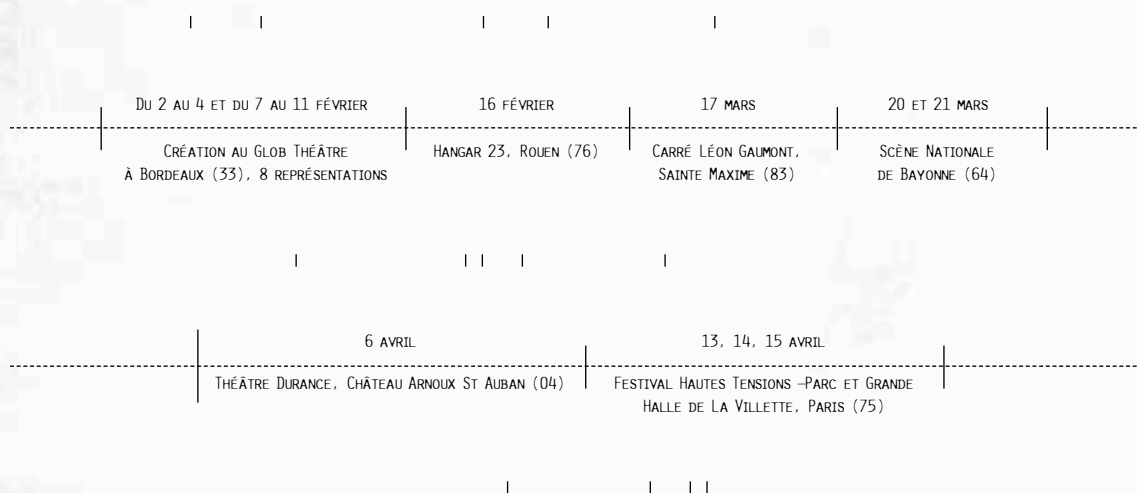 Du 2 au 4 et du 7 au 11 février
16 février
17 mars
20 et 21 mars
Création au Glob Théâtre
à Bordeaux (33), 8 représentations
Hangar 23, Rouen (76)
Carré Léon Gaumont,
Sainte Maxime (83)
Scène Nationale
de Bayonne (64)
6 avril
13, 14, 15 avril
Théâtre Durance, Château Arnoux St Auban (04)
Festival Hautes Tensions –Parc et Grande
Halle de La Villette, Paris (75)